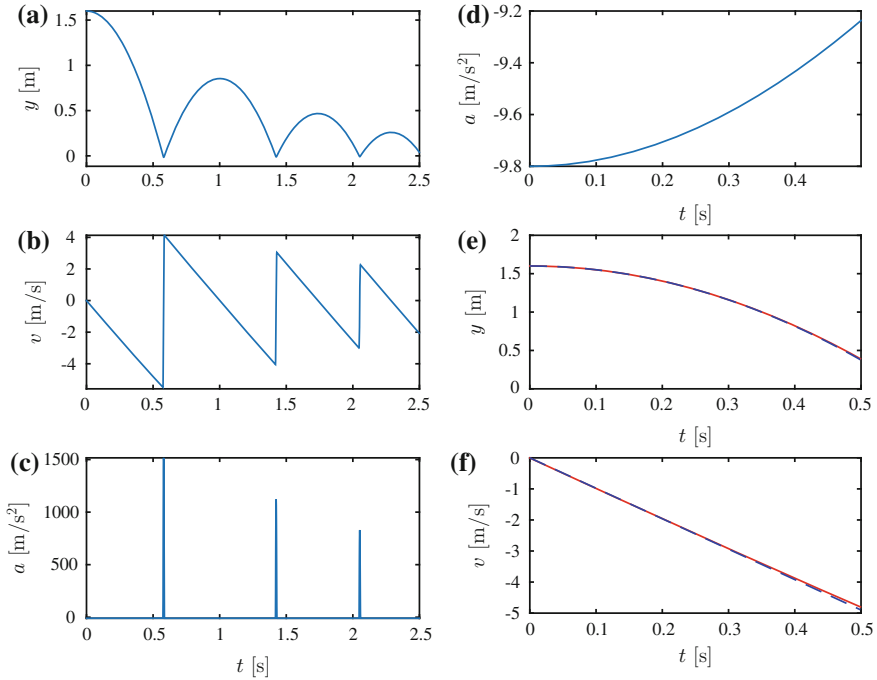 (a)
1.5
1
0.5
0
y [m]
0 0.5 1 1.5 2 2.5
(b)
4
2
0
-2
-4
v [m/s]
0 0.5 1 1.5 2 2.5
(c)
1500
1000
500
0
a [m/s²]
0 0.5 1 1.5 2 2.5
t [s]
(d)
-9.2
-9.4
-9.6
-9.8
a [m/s²]
0 0.1 0.2 0.3 0.4
t [s]
(e)
2
1.5
1
0.5
0
y [m]
0 0.1 0.2 0.3 0.4 0.5
t [s]
(f)
0
-1
-2
-3
-4
-5
v [m/s]
0 0.1 0.2 0.3 0.4 0.5
t [s]